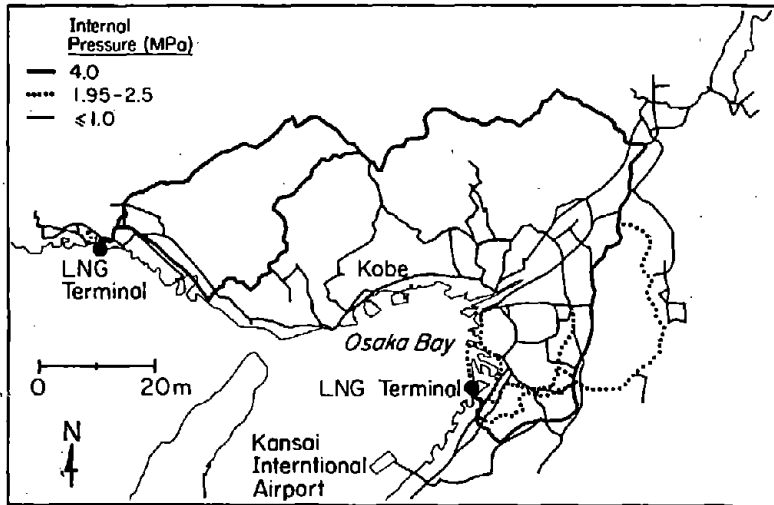 Internal
Pressure (MPa)
4.0
1.95-2.5
≤1.0
LNG
Terminal
Kobe
Osaka Bay
0 20m
LNG Terminal
N
Kansai
Interntional
Airport